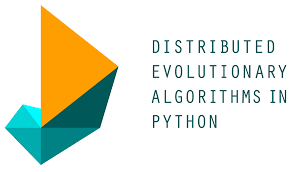 DISTRIBUTED
EVOLUTIONARY
ALGORITHMS IN
PYTHON